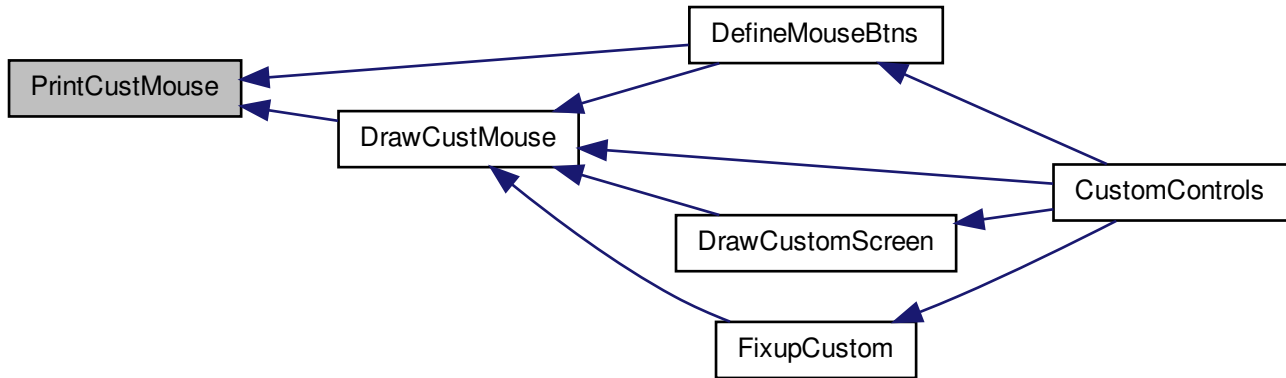 PrintCustMouse
DefineMouseBtns
DrawCustMouse
CustomControls
DrawCustomScreen
FixupCustom